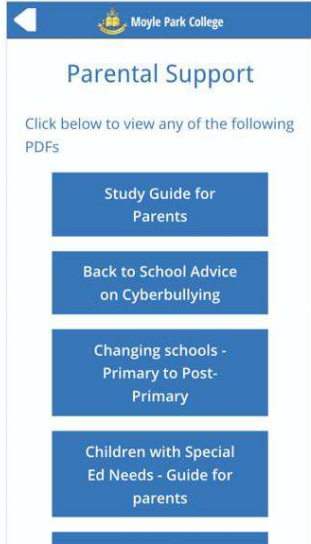 Moyle Park College
Parental Support
Click below to view any of the following
PDFs
Study Guide for
Parents
Back to School Advice
on Cyberbullying
Changing schools -
Primary to Post-
Primary
Children with Special
Ed Needs - Guide for
parents